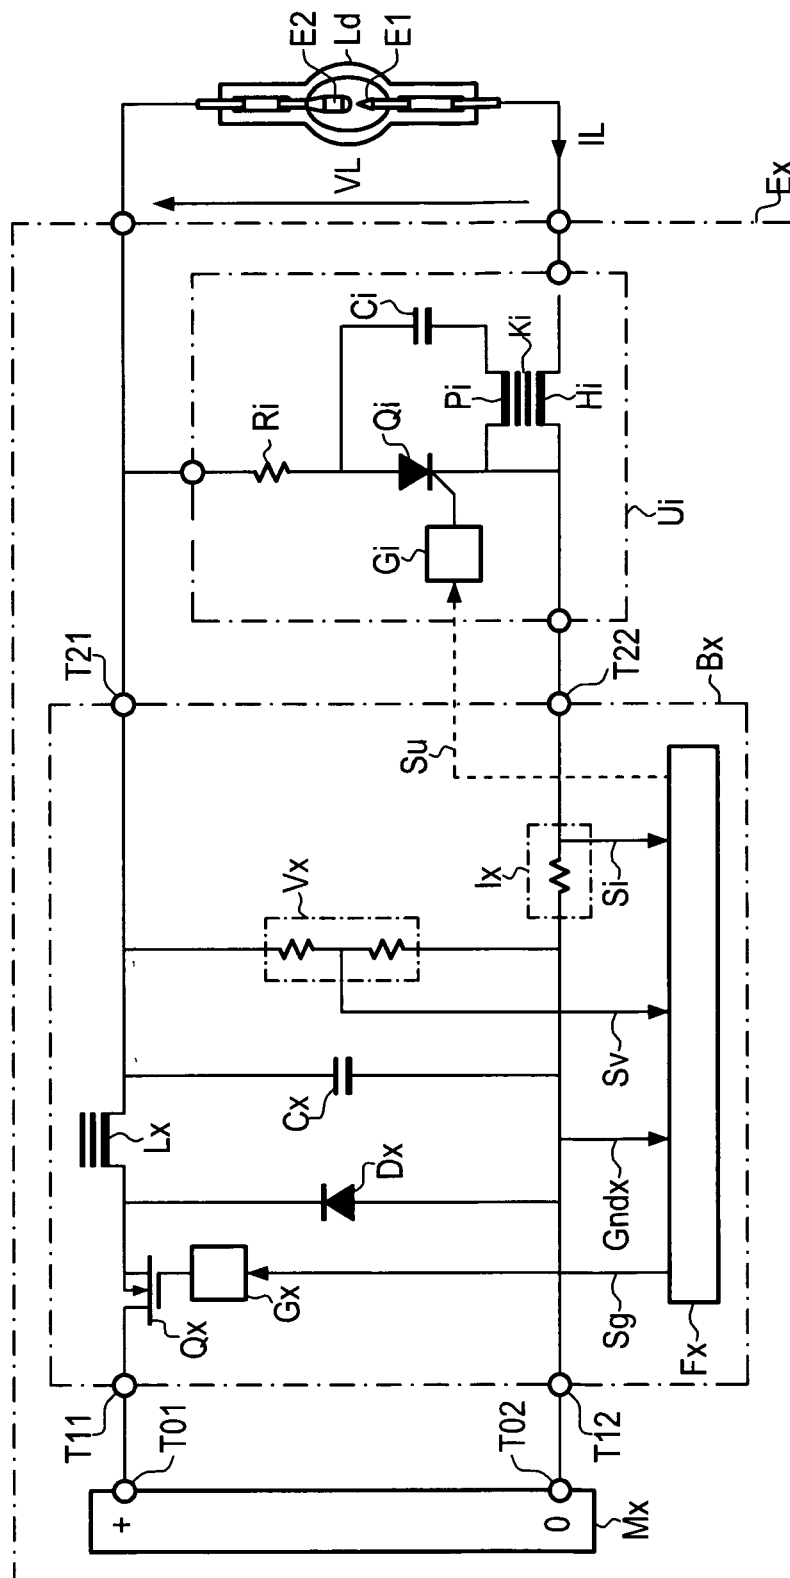 E2
Ld
E1
IL
VL
Ex
Ci
Ki
Pi
Hi
Qi
Ri
Gi
Ui
T21
T22
Bx
Su
Ix
Si
Vx
Sv
Cx
Lx
Dx
Gndx
Gx
Qx
Sg
Fx
T11
T01
T02
T12
+
0
Mx